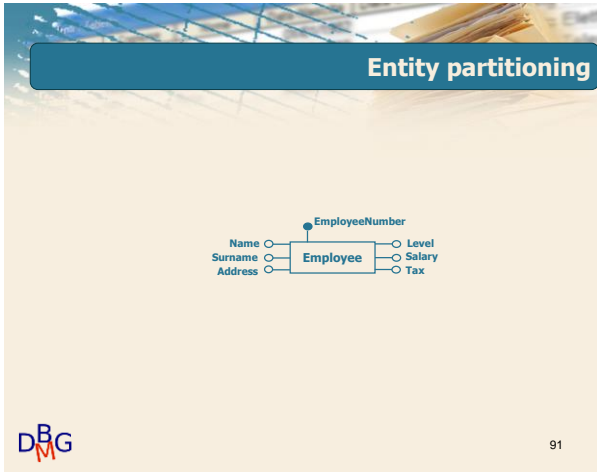 Entity partitioning
EmployeeNumber
Name
Surname
Address
Employee
Level
Salary
Tax
DBMG
91